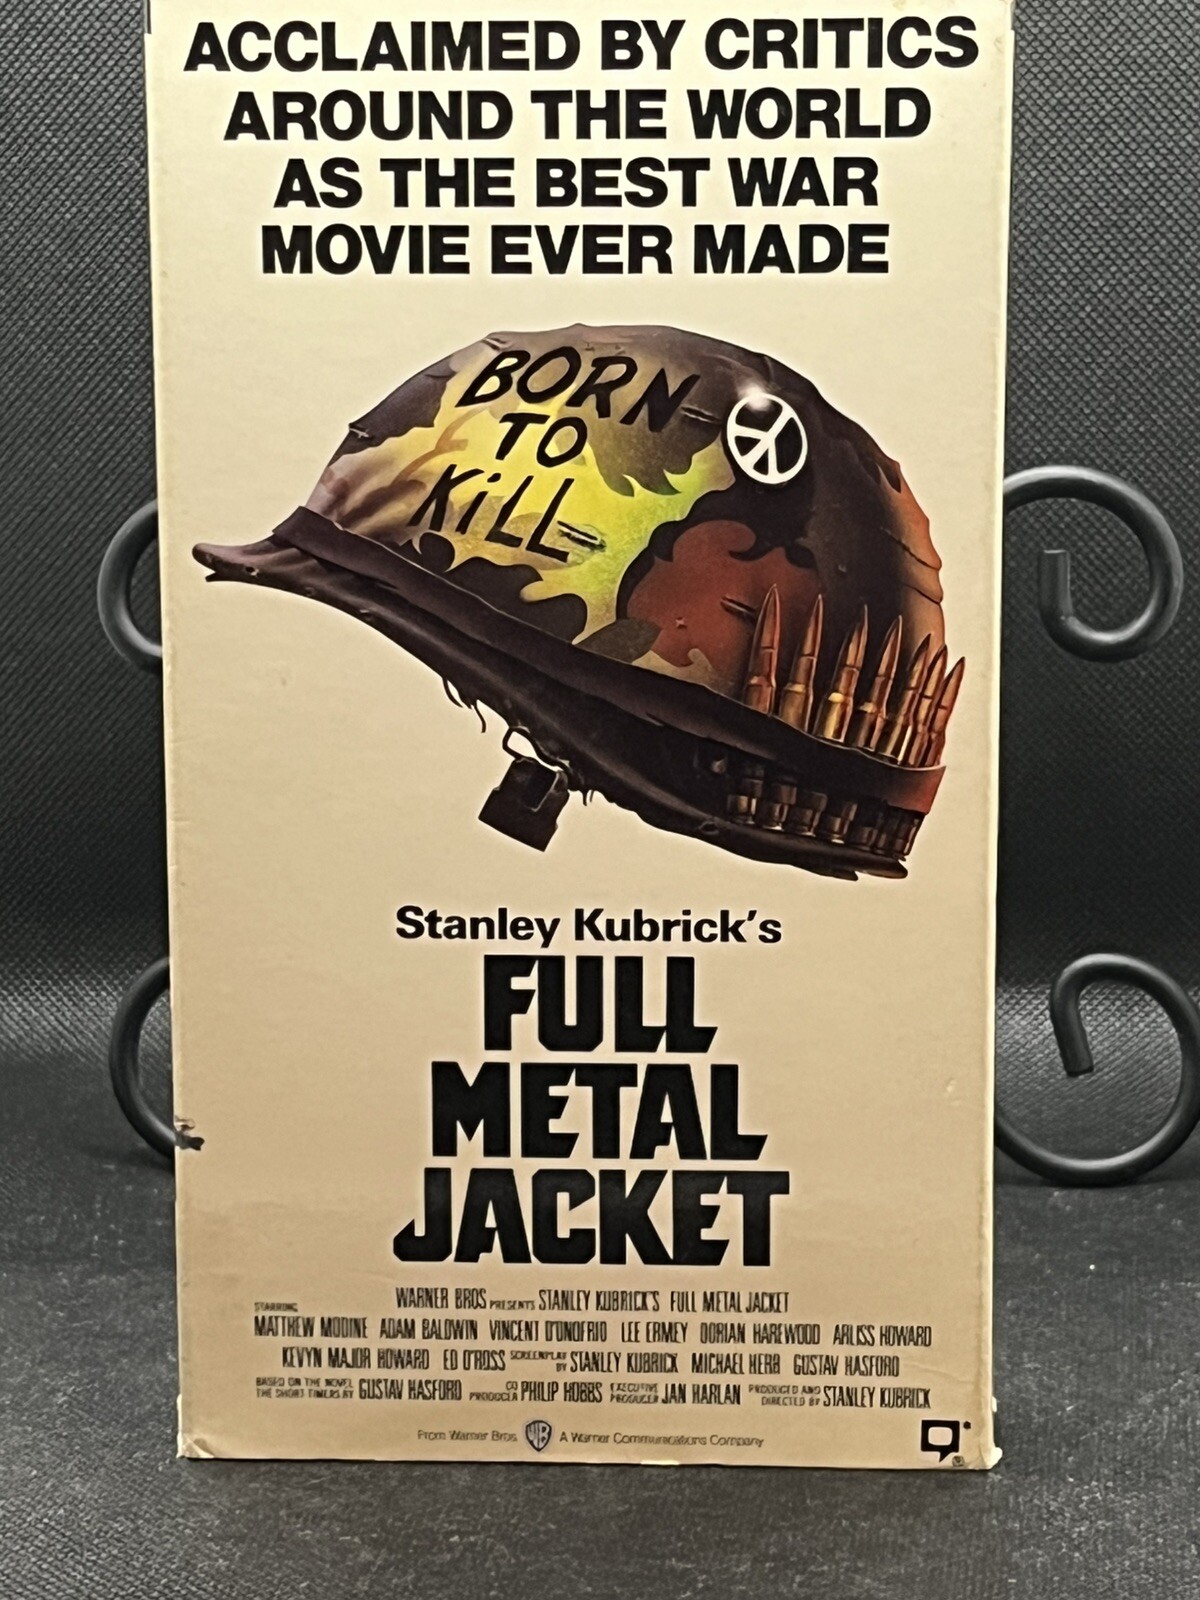 ACCLAIMED BY CRITICS
AROUND THE WORLD
AS THE BEST WAR
MOVIE EVER MADE
BORN
TO
KiLL
Stanley Kubrick's
FULL
METAL
JACKET
WARNER BROS PRESENTS STANLEY KUBRICK'S FULL METAL JACKET
STARRING
MATTHEW MODINE ADAM BALDWIN VINCENT D'ONOFRIO LEE ERMEY DORIAN HAREWOOD ARLISS HOWARD
KEVYN MAJOR HOWARD ED O'ROSS SCREENPLAY BY STANLEY KUBRICK MICHAEL HERR GUSTAV HASFORD
BASED ON THE NOVEL THE SHORT TIMERS BY GUSTAV HASFORD CO PRODUCER PHILIP HOBBS EXECUTIVE PRODUCER JAN HARLAN PRODUCED AND DIRECTED BY STANLEY KUBRICK
From Warner Bros. WB A Warner Communications Company